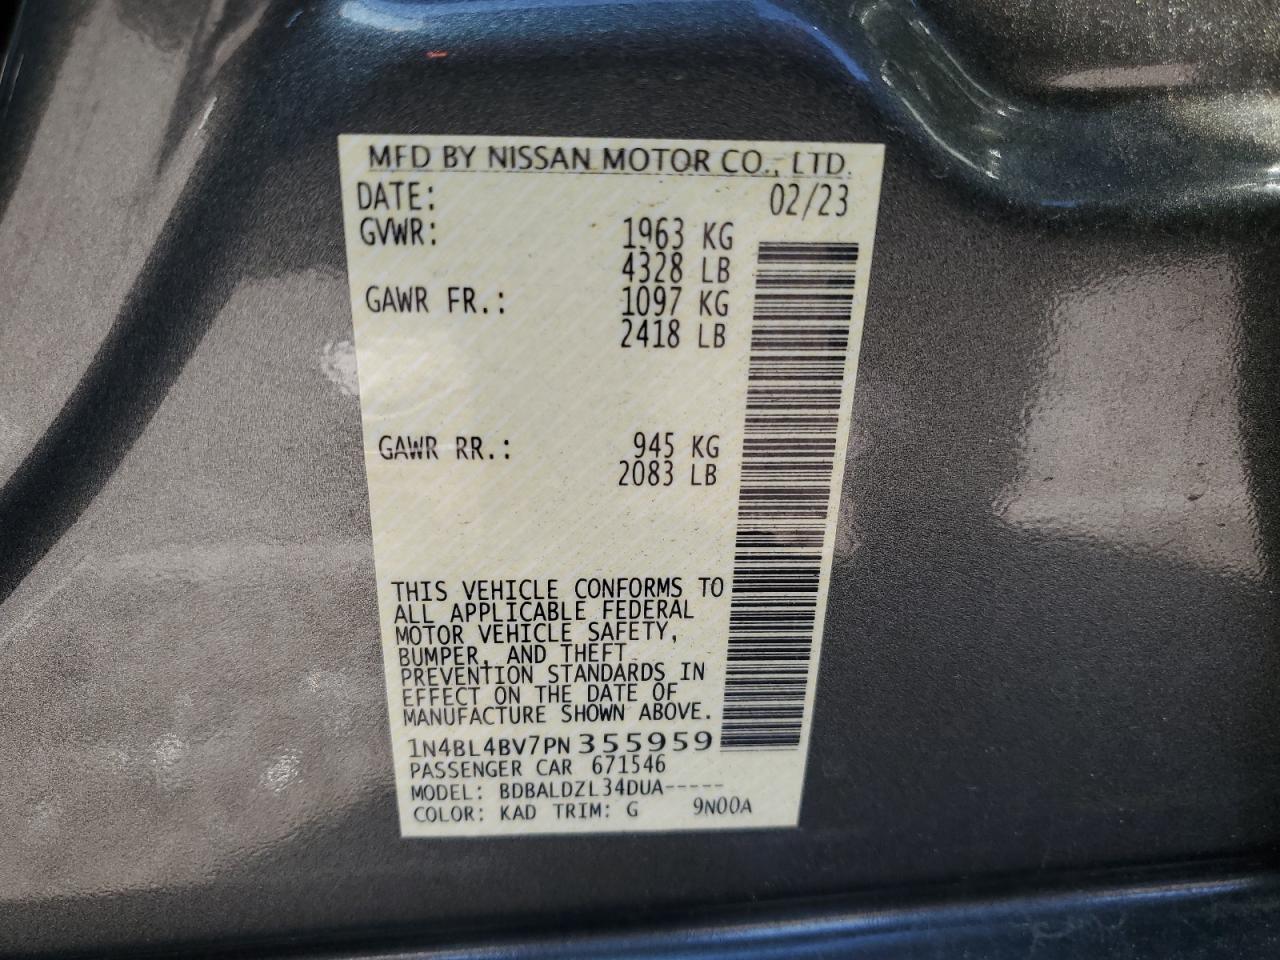 MFD BY NISSAN MOTOR CO., LTD.
DATE: 02/23
GVWR: 1963 KG
4328 LB
GAWR FR.: 1097 KG
2418 LB
GAWR RR.: 945 KG
2083 LB
THIS VEHICLE CONFORMS TO
ALL APPLICABLE FEDERAL
MOTOR VEHICLE SAFETY,
BUMPER, AND THEFT
PREVENTION STANDARDS IN
EFFECT ON THE DATE OF
MANUFACTURE SHOWN ABOVE.
1N4BL4BV7PN355959
PASSENGER CAR 671546
MODEL: BDBALDZL34DUA-----
COLOR: KAD TRIM: G 9N00A